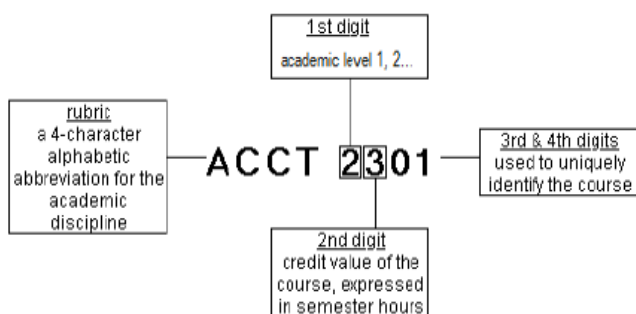 1st digit
academic level 1, 2...
rubric
a 4-character
alphabetic
abbreviation for the
academic
discipline
ACCT 2301
3rd & 4th digits
used to uniquely
identify the course
2nd digit
credit value of the
course, expressed
in semester hours